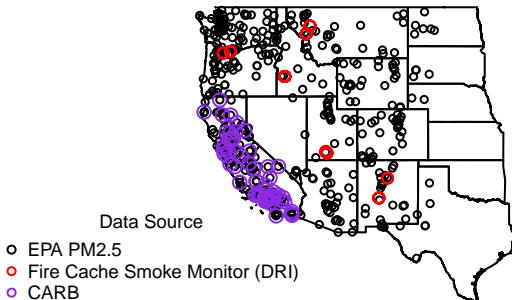 Data Source
EPA PM2.5
Fire Cache Smoke Monitor (DRI)
CARB